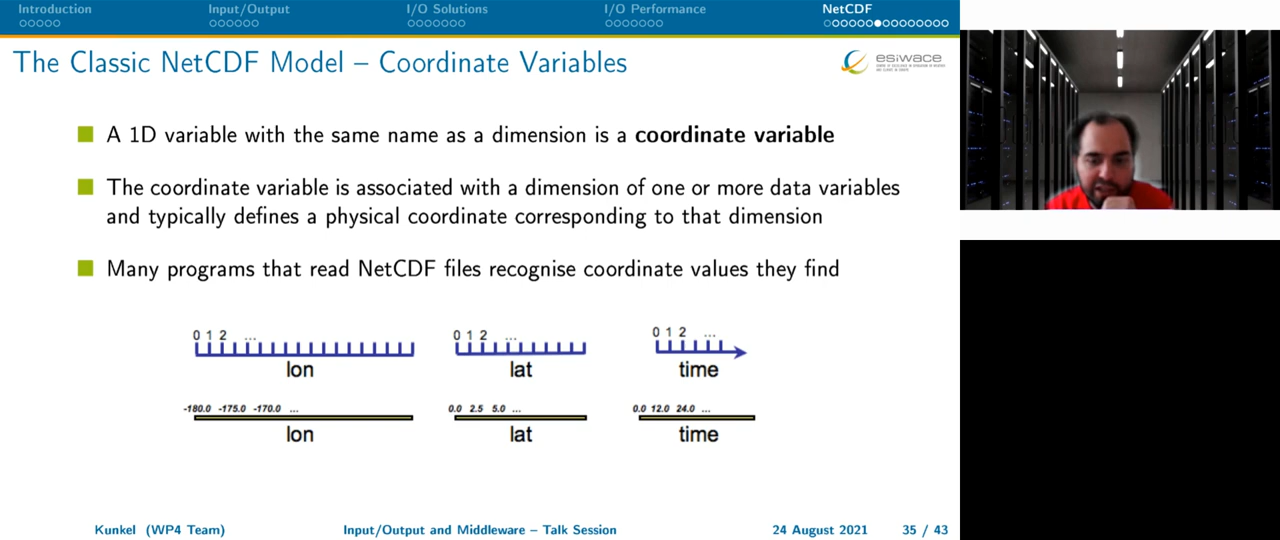 Introduction
Input/Output
I/O Solutions
I/O Performance
NetCDF
The Classic NetCDF Model – Coordinate Variables
esiwace
A 1D variable with the same name as a dimension is a coordinate variable
The coordinate variable is associated with a dimension of one or more data variables
and typically defines a physical coordinate corresponding to that dimension
Many programs that read NetCDF files recognise coordinate values they find
0 1 2 ...
0 1 2 ...
0 1 2 ...
lon
lat
time
-180.0 -175.0 -170.0 ...
0.0 2.5 5.0 ...
0.0 12.0 24.0 ...
lon
lat
time
Kunkel (WP4 Team)
Input/Output and Middleware – Talk Session
24 August 2021
35 / 43